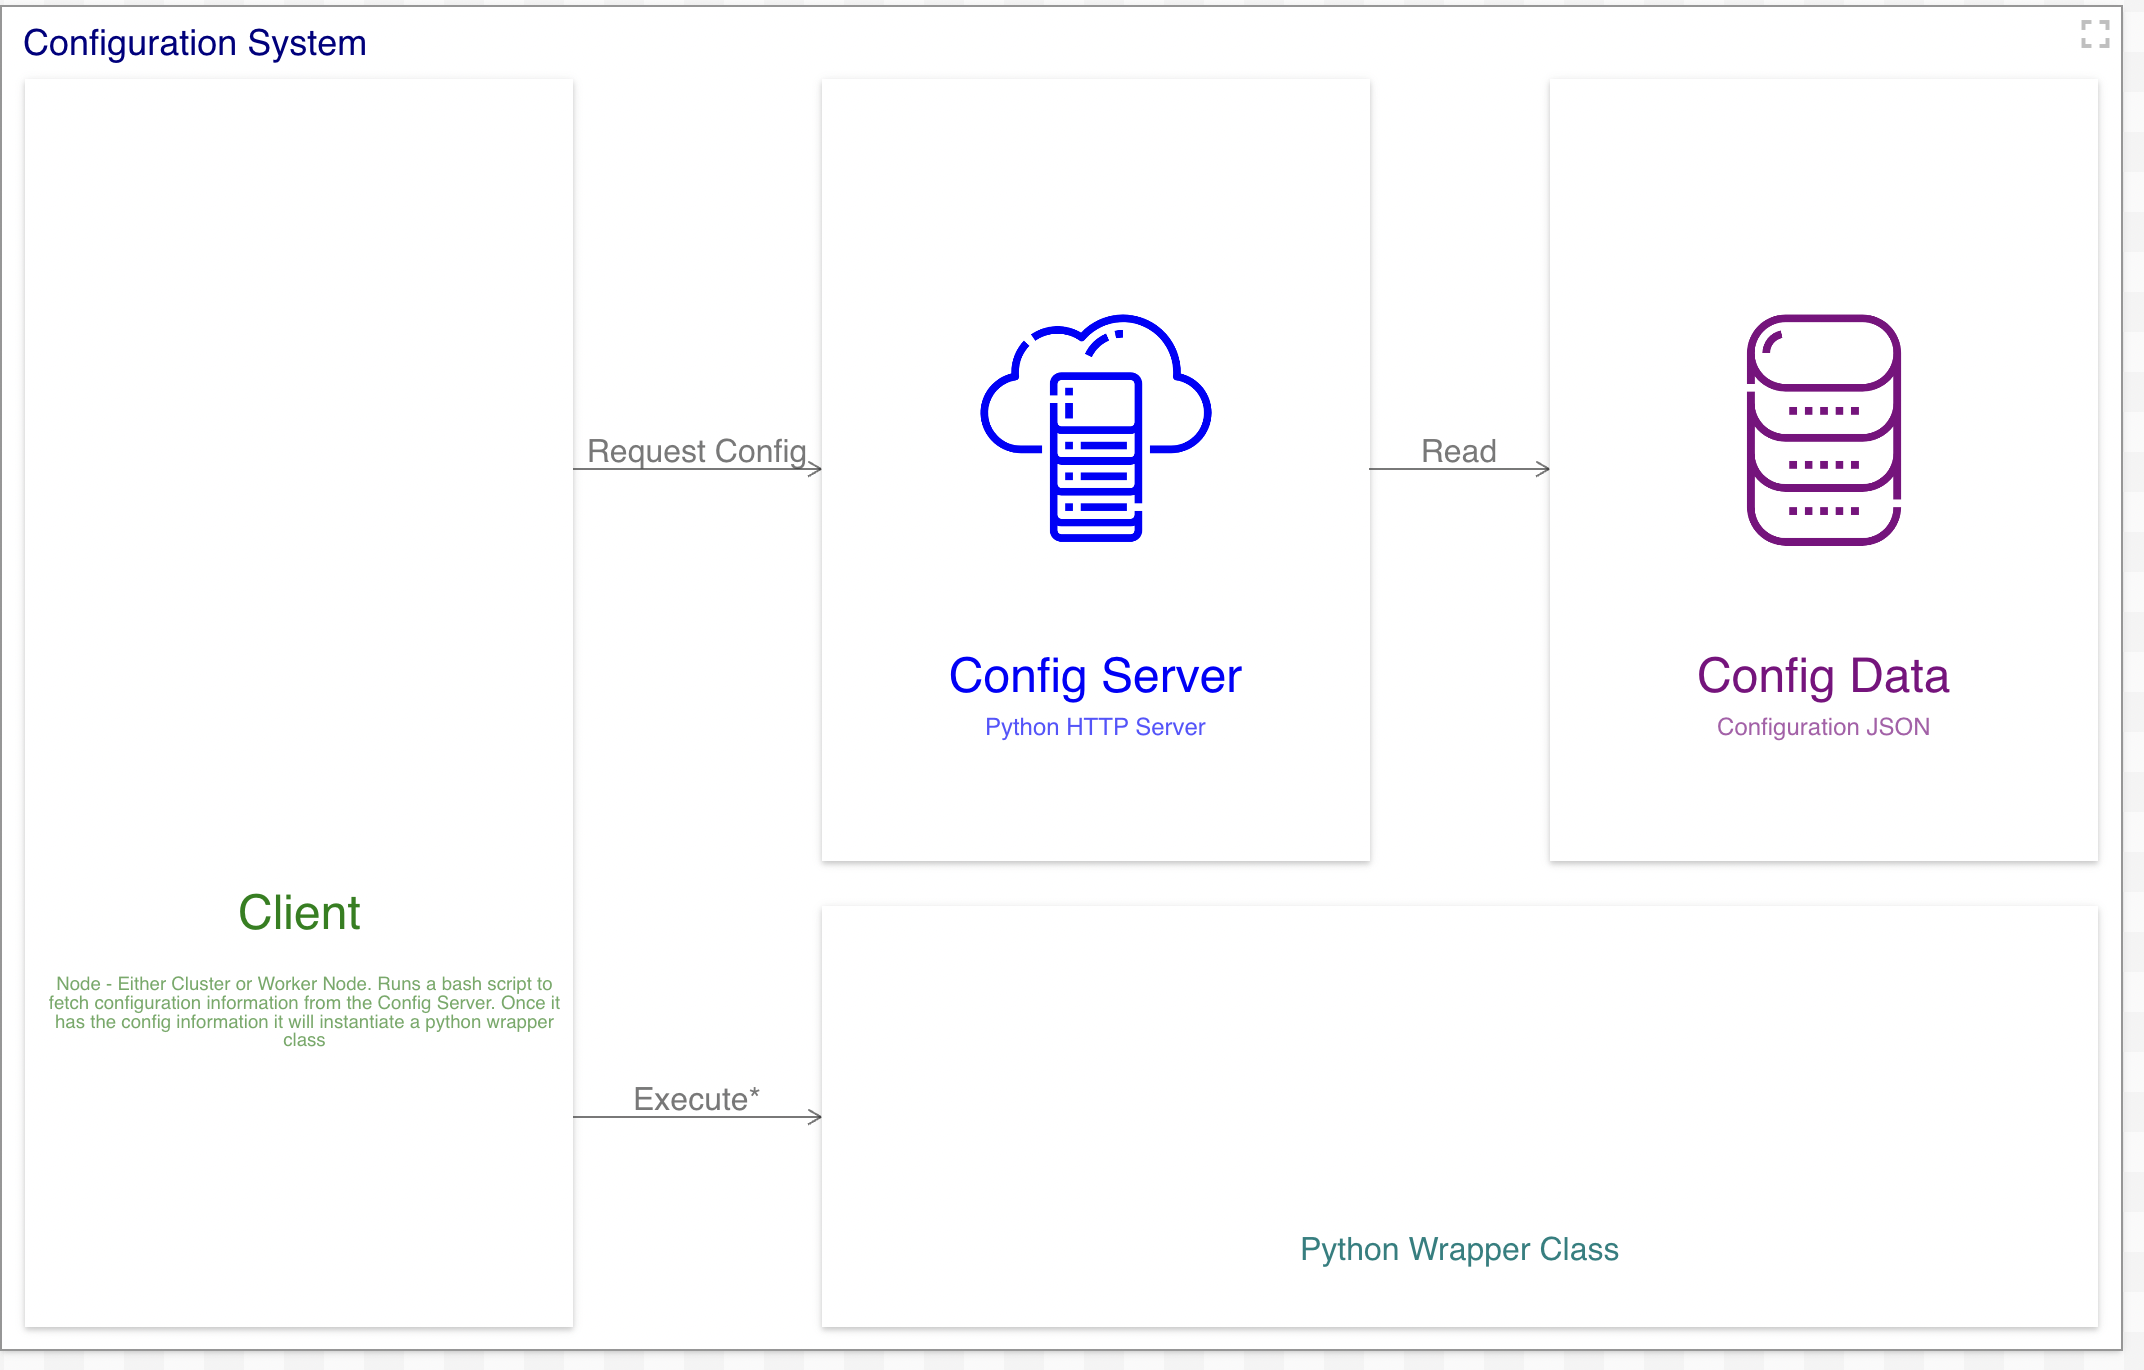 Configuration System
Request Config
Config Server
Python HTTP Server
Read
Config Data
Configuration JSON
Client
Node - Either Cluster or Worker Node. Runs a bash script to
fetch configuration information from the Config Server. Once it
has the config information it will instantiate a python wrapper
class
Execute*
Python Wrapper Class